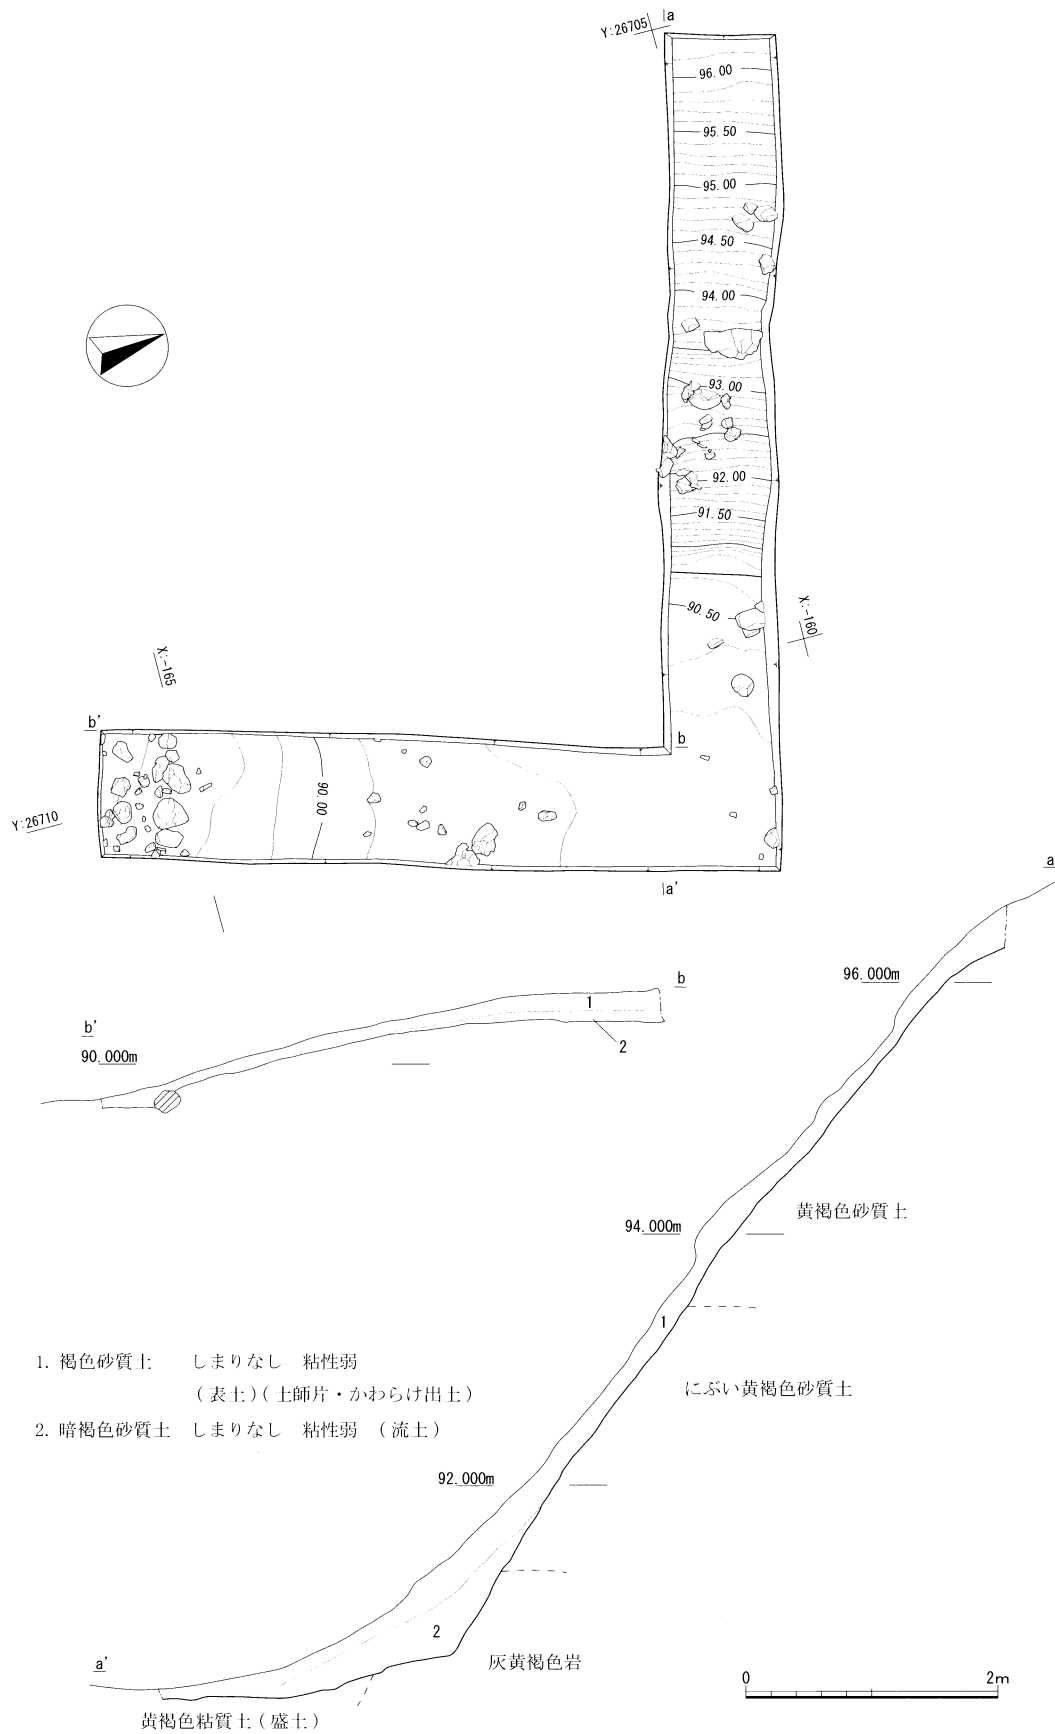 Y:26705
a
96.00
95.50
95.00
94.50
94.00
93.00
92.00
91.50
90.50
X:-160
X:-165
b'
b
90.00
Y:26710
a'
a
96.000m
b
1
b'
2
90.000m
黄褐色砂質土
94.000m
1
1. 褐色砂質土 しまりなし 粘性弱
(表土)(土師片・かわらけ出土)
にぶい黄褐色砂質土
2. 暗褐色砂質土 しまりなし 粘性弱 (流土)
92.000m
2
a'
灰黄褐色岩
0 2m
黄褐色粘質土(盛土)